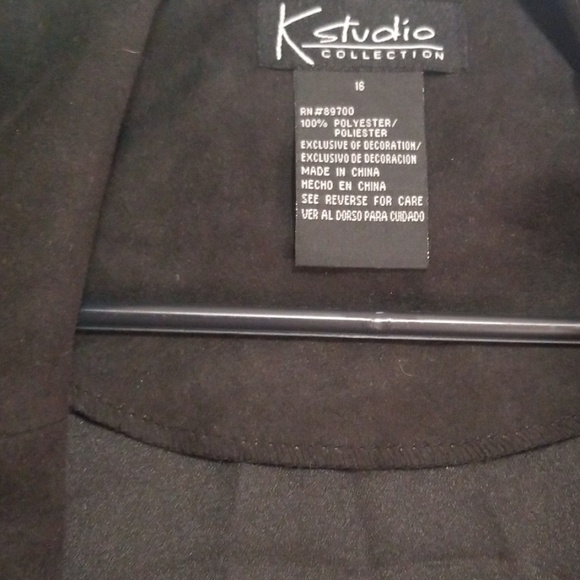 Kstudio
COLLECTION
16
RN#89700
100% POLYESTER/
POLIESTER
EXCLUSIVE OF DECORATION/
EXCLUSIVO DE DECORACION
MADE IN CHINA
HECHO EN CHINA
SEE REVERSE FOR CARE
VER AL DORSO PARA CUIDADO